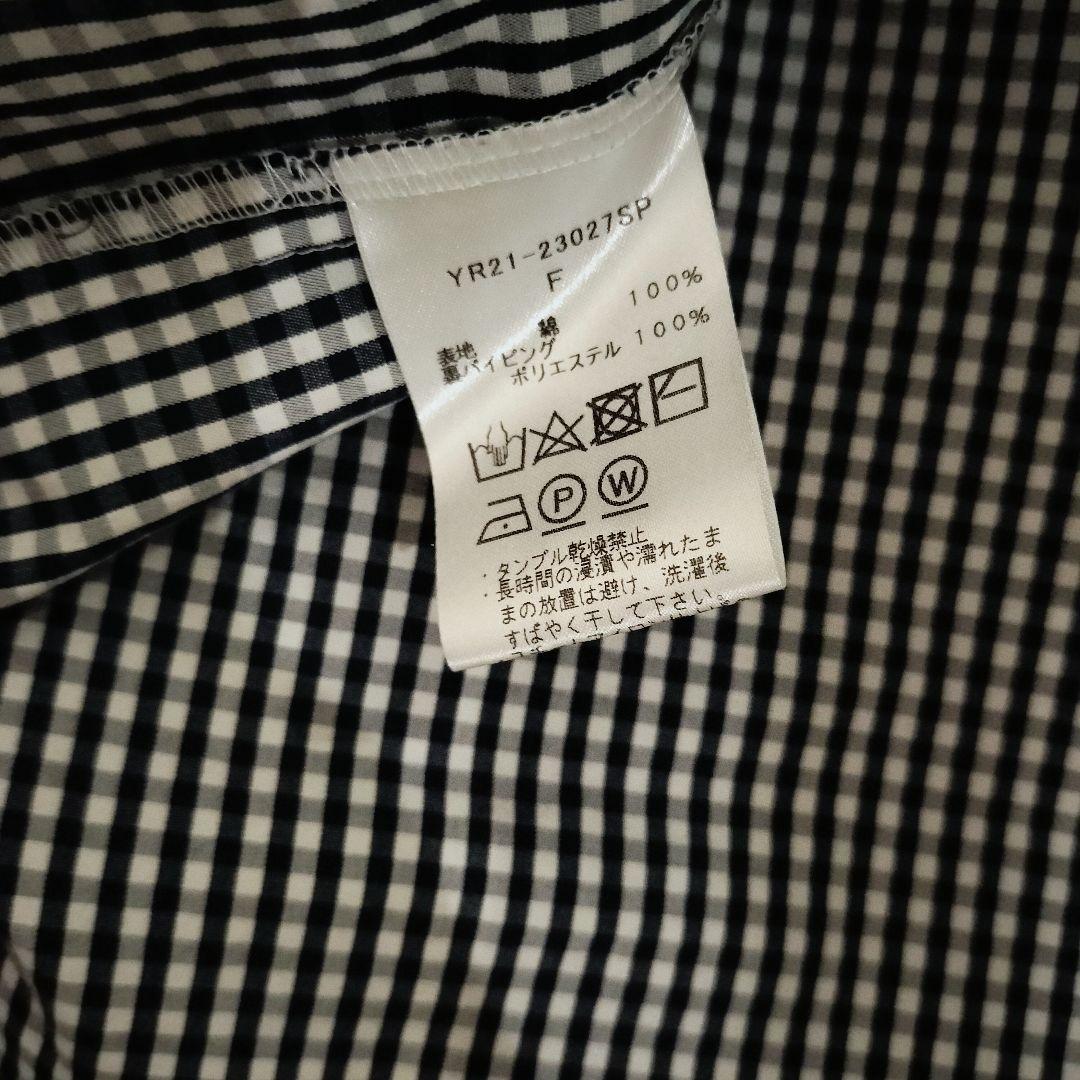 YR21-23027SP
F
表地 綿 100%
裏パイピング
ポリエステル 100%
P W
・タンブル乾燥禁止
・長時間の浸漬や濡れたま
まの放置は避け、洗濯後
すばやく干して下さい。